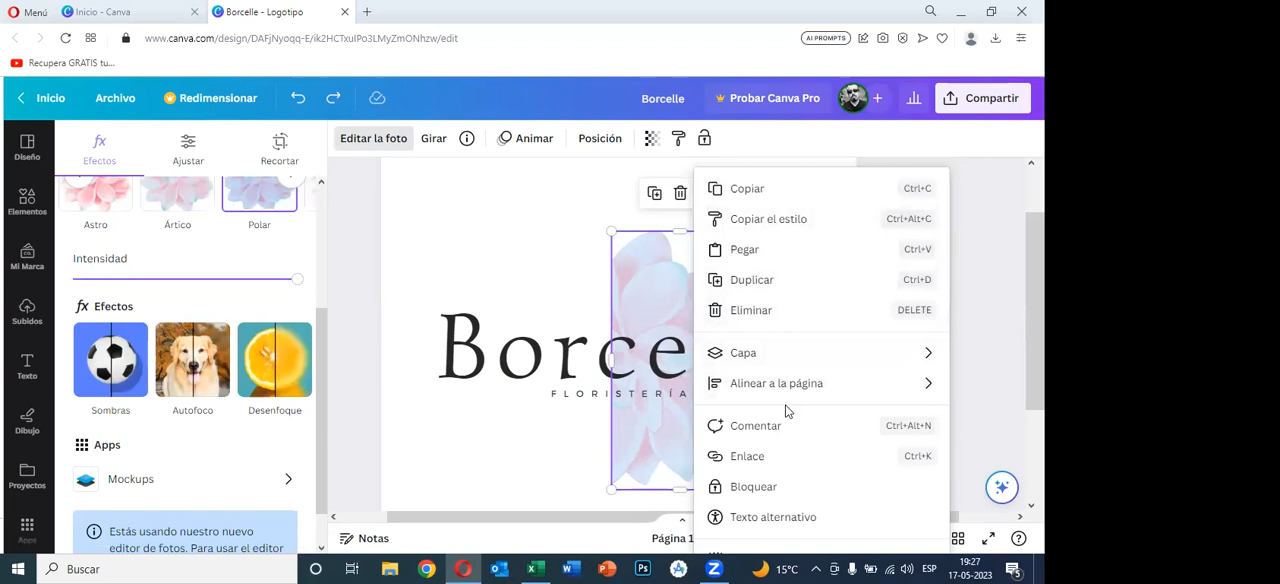 Menú
Inicio - Canva
Borcelle - Logotipo
www.canva.com/design/DAFjNyoqq-E/ik2HCTxuIPo3LMyZmONhzw/edit
AI PROMPTS
Recupera GRATIS tu...
Inicio
Archivo
Redimensionar
Borcelle
Probar Canva Pro
Compartir
Diseño
Elementos
Mi Marca
Subidos
Texto
Dibujo
Proyectos
Apps
Efectos
Ajustar
Recortar
Astro
Ártico
Polar
Intensidad
fx Efectos
Sombras
Autofoco
Desenfoque
Apps
Mockups
Estás usando nuestro nuevo
editor de fotos. Para usar el editor
Editar la foto
Girar
Animar
Posición
Borce
FLORISTERÍA
Copiar Ctrl+C
Copiar el estilo Ctrl+Alt+C
Pegar Ctrl+V
Duplicar Ctrl+D
Eliminar DELETE
Capa
Alinear a la página
Comentar Ctrl+Alt+N
Enlace Ctrl+K
Bloquear
Texto alternativo
Notas
Página 1
Buscar
15°C
ESP
19:27
17-05-2023
5